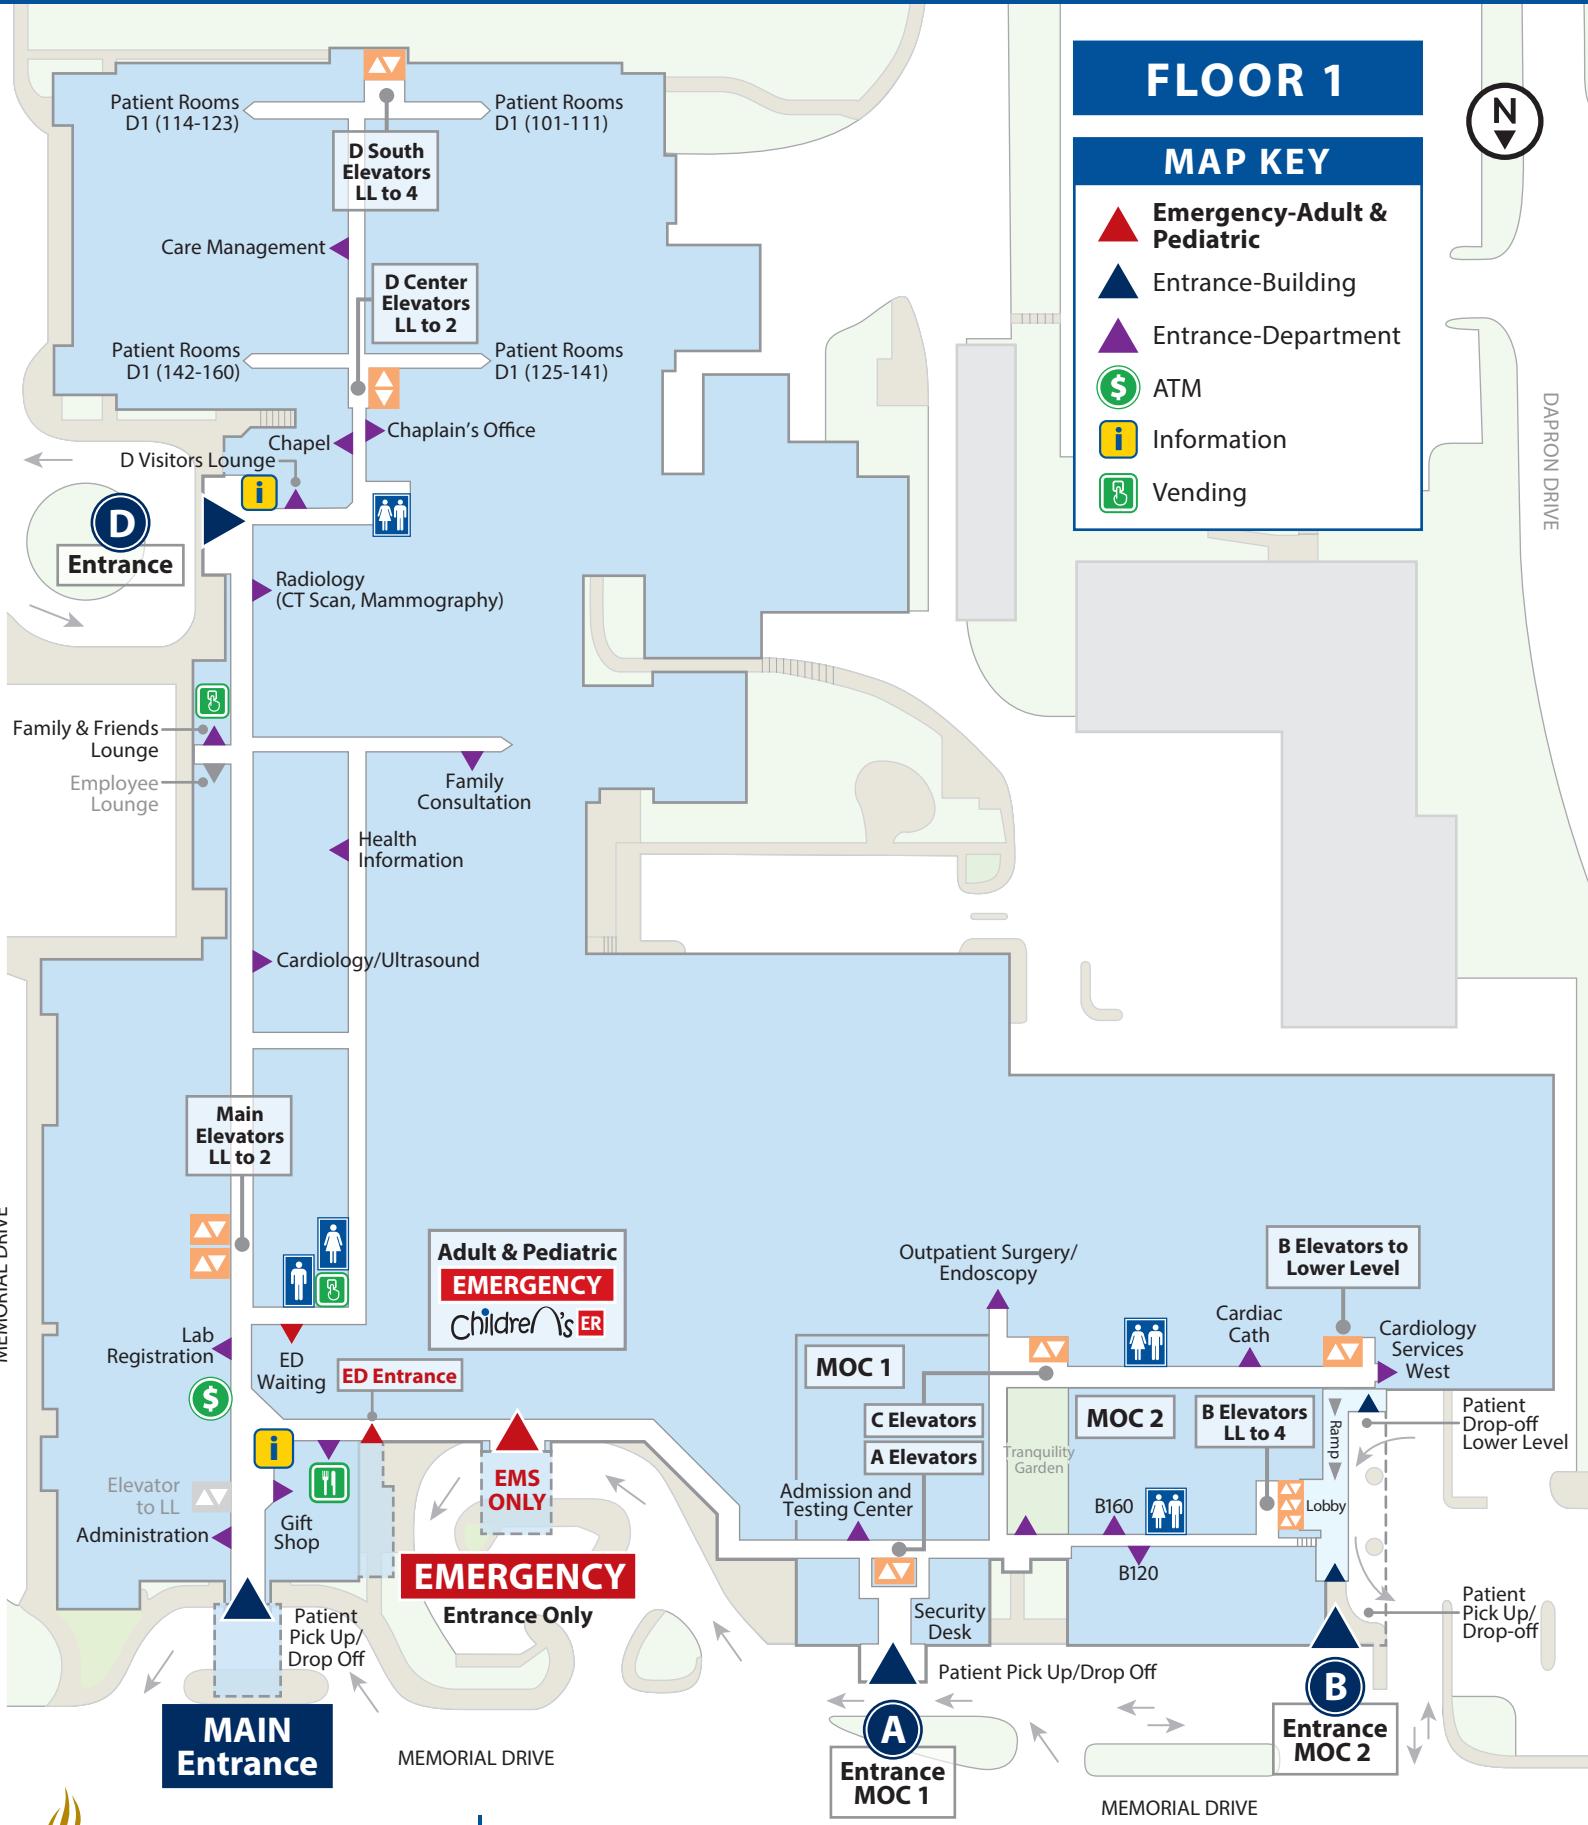 FLOOR 1
N
MAP KEY
Emergency-Adult &
Pediatric
Entrance-Building
Entrance-Department
$
ATM
i
Information
Vending
Patient Rooms
D1 (114-123)
Patient Rooms
D1 (101-111)
D South
Elevators
LL to 4
Care Management
D Center
Elevators
LL to 2
Patient Rooms
D1 (142-160)
Patient Rooms
D1 (125-141)
Chaplain's Office
Chapel
D Visitors Lounge
i
D
Entrance
Radiology
(CT Scan, Mammography)
DAPRON DRIVE
Family & Friends
Lounge
Employee
Lounge
Family
Consultation
Health
Information
Cardiology/Ultrasound
Main
Elevators
LL to 2
MEMORIAL DRIVE
Adult & Pediatric
EMERGENCY
Children's ER
Lab
Registration
ED
Waiting
ED Entrance
$
i
EMS
ONLY
Elevator
to LL
Administration
Gift
Shop
EMERGENCY
Entrance Only
Patient
Pick Up/
Drop Off
MAIN
Entrance
MEMORIAL DRIVE
Outpatient Surgery/
Endoscopy
B Elevators to
Lower Level
Cardiac
Cath
Cardiology
Services
West
MOC 1
C Elevators
A Elevators
MOC 2
B Elevators
LL to 4
Ramp
Patient
Drop-off
Lower Level
Tranquility
Garden
Admission and
Testing Center
B160
Lobby
B120
Security
Desk
Patient
Pick Up/
Drop-off
Patient Pick Up/Drop Off
A
Entrance
MOC 1
B
Entrance
MOC 2
MEMORIAL DRIVE